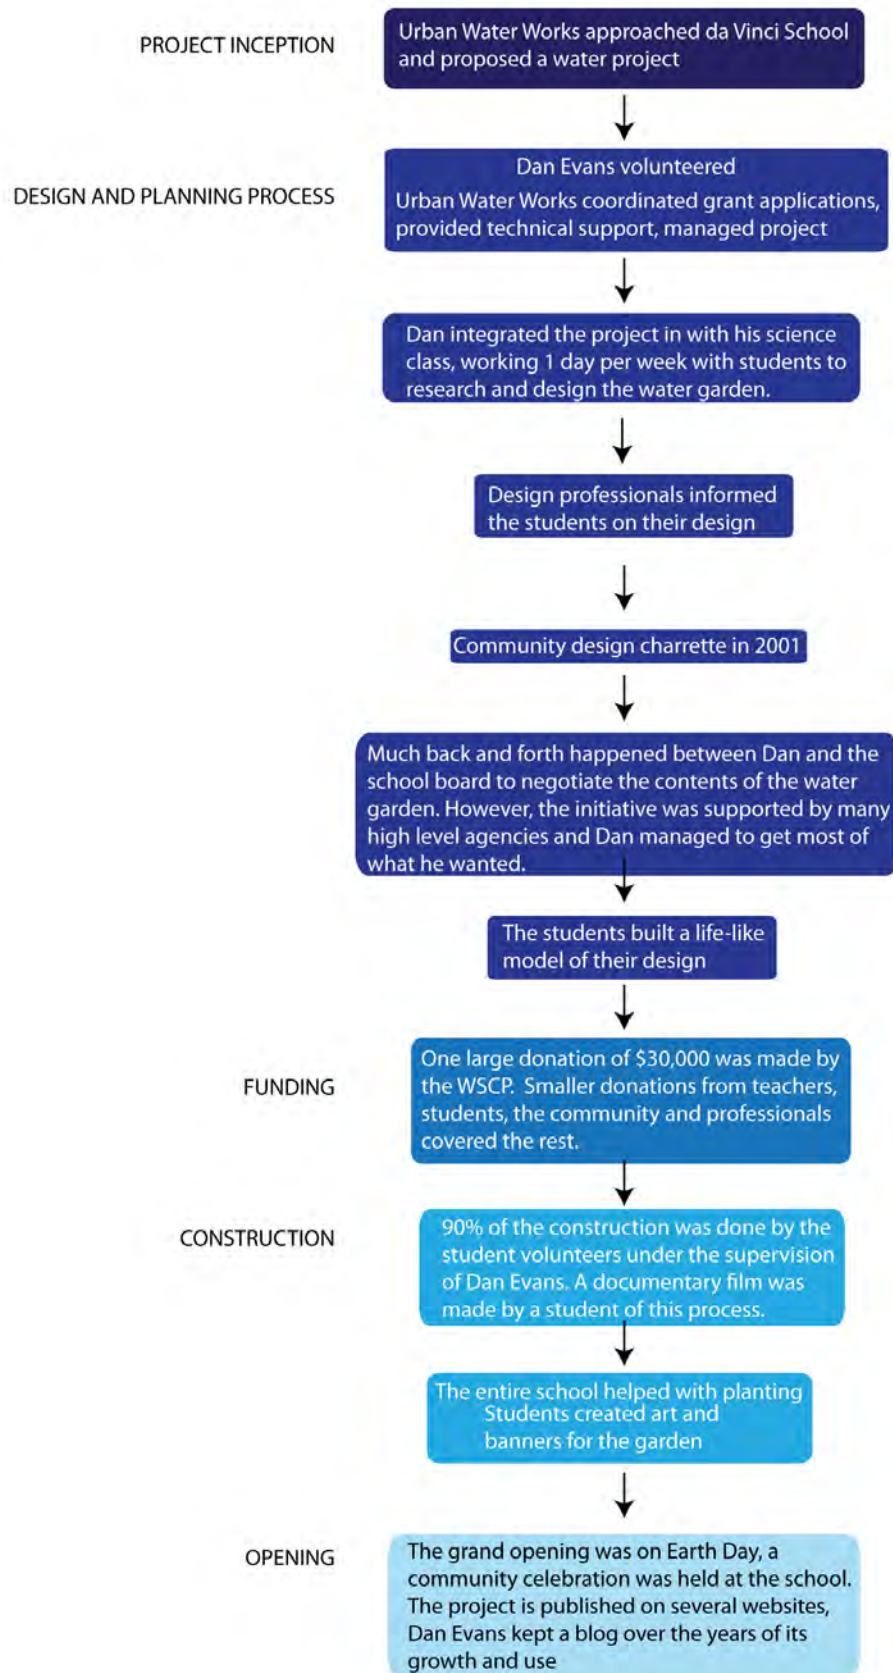 PROJECT INCEPTION
Urban Water Works approached da Vinci School
and proposed a water project
DESIGN AND PLANNING PROCESS
Dan Evans volunteered
Urban Water Works coordinated grant applications,
provided technical support, managed project
Dan integrated the project in with his science
class, working 1 day per week with students to
research and design the water garden.
Design professionals informed
the students on their design
Community design charrette in 2001
Much back and forth happened between Dan and the
school board to negotiate the contents of the water
garden. However, the initiative was supported by many
high level agencies and Dan managed to get most of
what he wanted.
The students built a life-like
model of their design
FUNDING
One large donation of $30,000 was made by
the WSCP. Smaller donations from teachers,
students, the community and professionals
covered the rest.
CONSTRUCTION
90% of the construction was done by the
student volunteers under the supervision
of Dan Evans. A documentary film was
made by a student of this process.
The entire school helped with planting
Students created art and
banners for the garden
OPENING
The grand opening was on Earth Day, a
community celebration was held at the school.
The project is published on several websites,
Dan Evans kept a blog over the years of its
growth and use